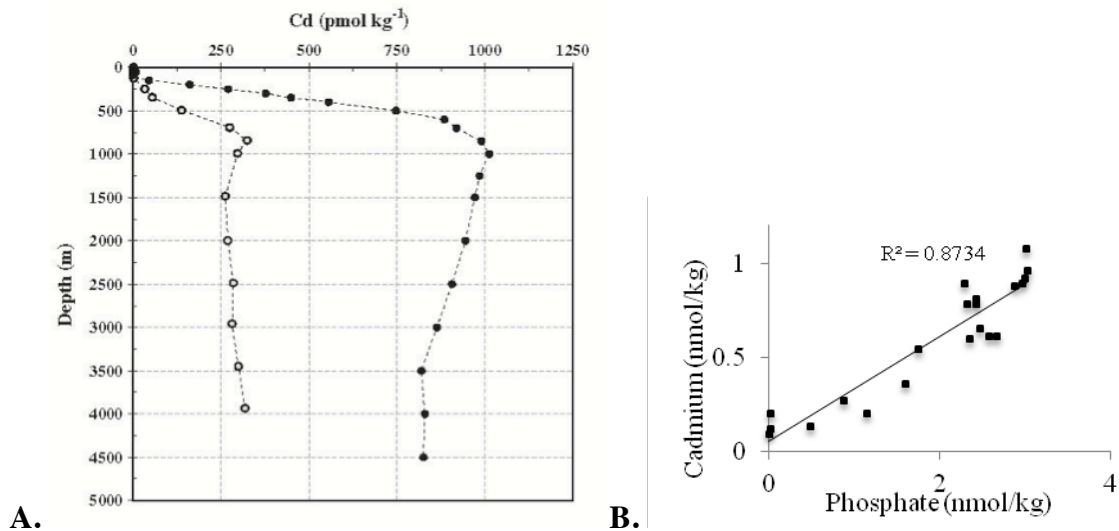 Cd (pmol kg⁻¹)
0 250 500 750 1000 1250
0
500
1000
1500
2000
2500
3000
3500
4000
4500
5000
Depth (m)
A.
R² = 0.8734
1
0.5
0
Cadmium (nmol/kg)
0 2 4
Phosphate (nmol/kg)
B.